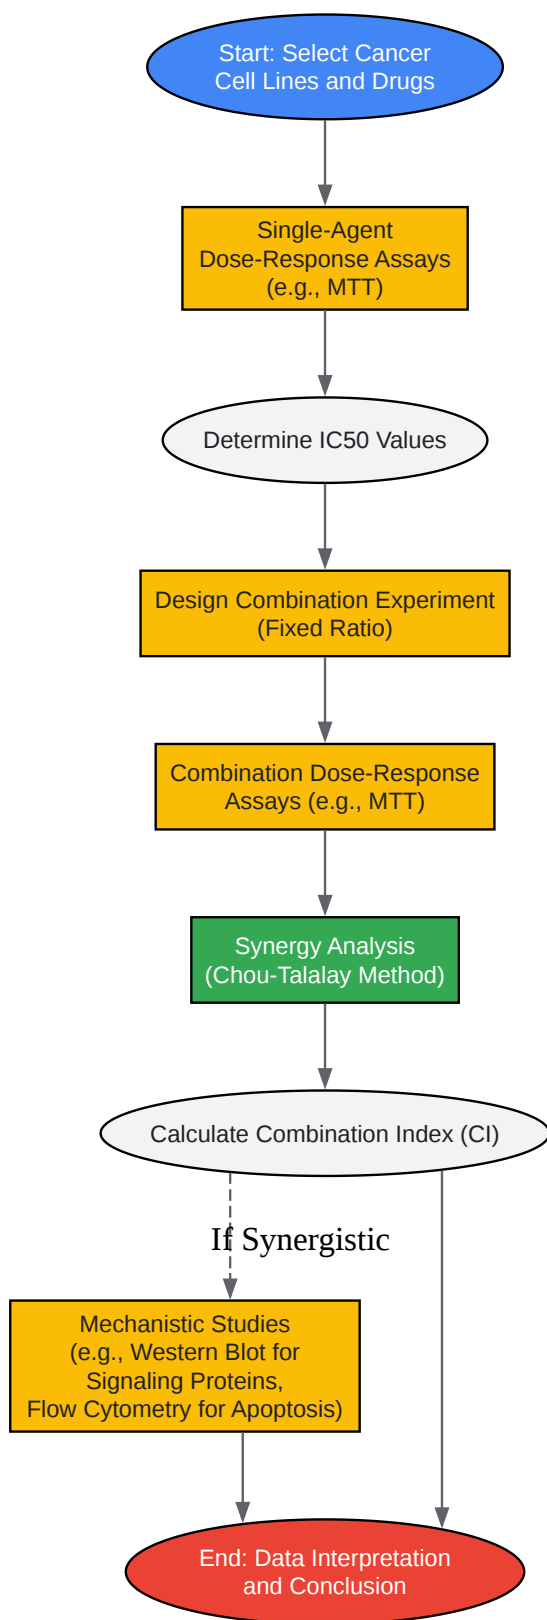 Start: Select Cancer
Cell Lines and Drugs
Single-Agent
Dose-Response Assays
(e.g., MTT)
Determine IC50 Values
Design Combination Experiment
(Fixed Ratio)
Combination Dose-Response
Assays (e.g., MTT)
Synergy Analysis
(Chou-Talalay Method)
Calculate Combination Index (CI)
If Synergistic
Mechanistic Studies
(e.g., Western Blot for
Signaling Proteins,
Flow Cytometry for Apoptosis)
End: Data Interpretation
and Conclusion